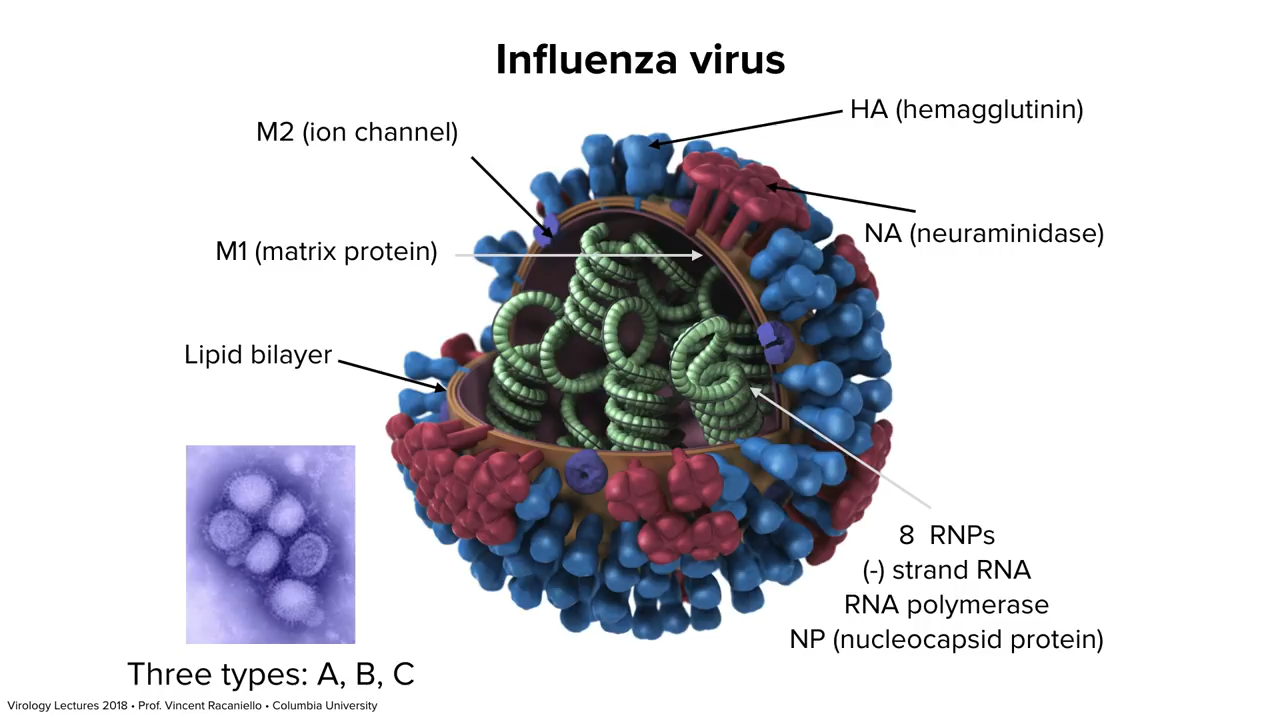 Influenza virus
HA (hemagglutinin)
M2 (ion channel)
NA (neuraminidase)
M1 (matrix protein)
Lipid bilayer
8 RNPs
(-) strand RNA
RNA polymerase
NP (nucleocapsid protein)
Three types: A, B, C
Virology Lectures 2018 • Prof. Vincent Racaniello • Columbia University